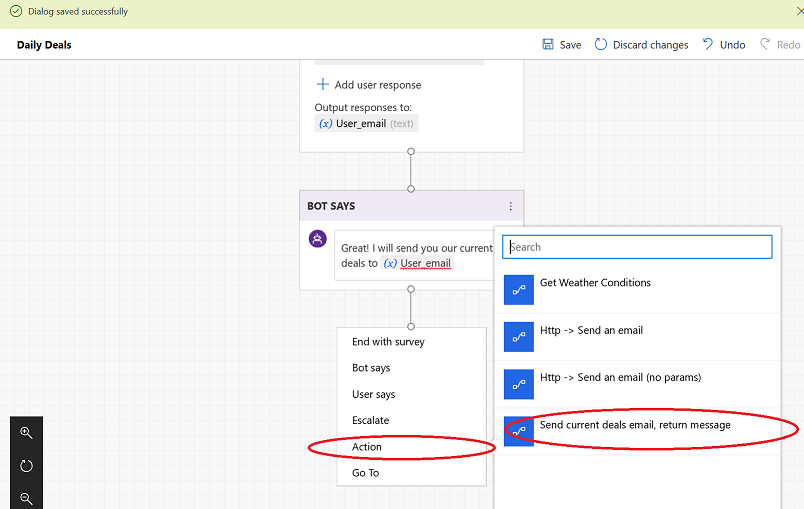 Dialog saved successfully
Daily Deals
Save
Discard changes
Undo
Redo
Add user response
Output responses to:
(x) User_email (text)
BOT SAYS
Great! I will send you our current
deals to (x) User_email
End with survey
Bot says
User says
Escalate
Action
Go To
Search
Get Weather Conditions
Http -> Send an email
Http -> Send an email (no params)
Send current deals email, return message